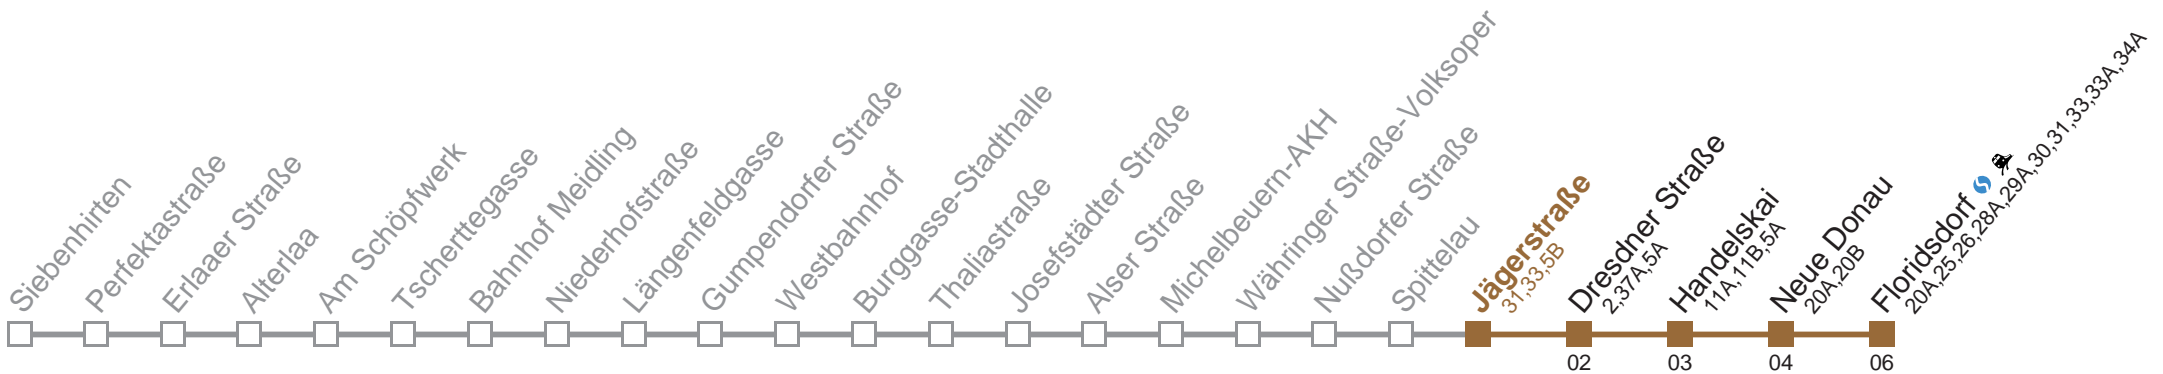 Siebenhirten
Perfektastraße
Erlaaer Straße
Alterlaa
Am Schöpfwerk
Tscherttegasse
Bahnhof Meidling
Niederhofstraße
Längenfeldgasse
Gumpendorfer Straße
Westbahnhof
Burggasse-Stadthalle
Thaliastraße
Josefstädter Straße
Alser Straße
Michelbeuern-AKH
Währinger Straße-Volksoper
Nußdorfer Straße
Spittelau
Jägerstraße
31,33,5B
Dresdner Straße
2,37A,5A
Handelskai
11A,11B,5A
Neue Donau
20A,20B
Floridsdorf
20A,25,26,28A,29A,30,31,33,33A,34A
02
03
04
06